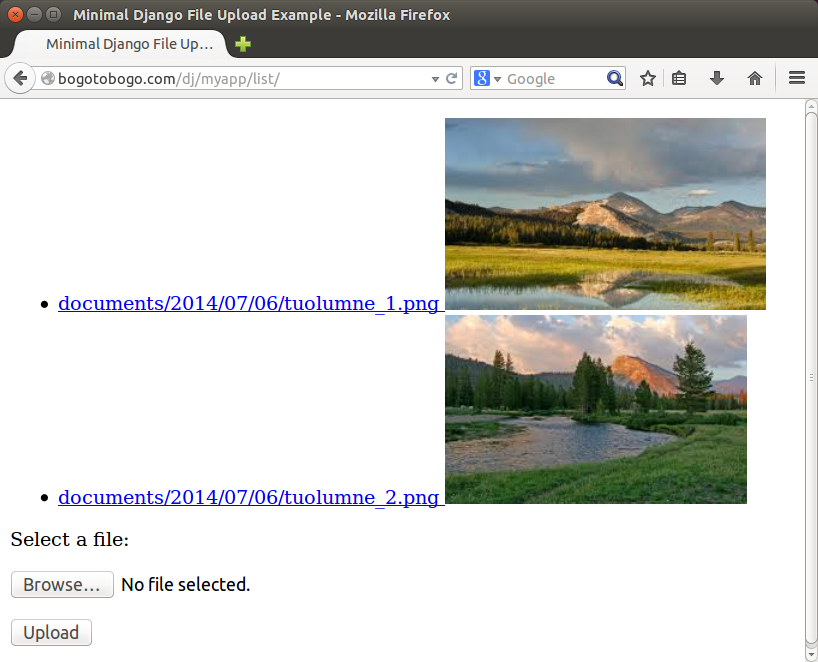 Minimal Django File Upload Example - Mozilla Firefox
Minimal Django File Up...
bogotobogo.com/dj/myapp/list/
8 Google
documents/2014/07/06/tuolumne_1.png
documents/2014/07/06/tuolumne_2.png
Select a file:
Browse... No file selected.
Upload